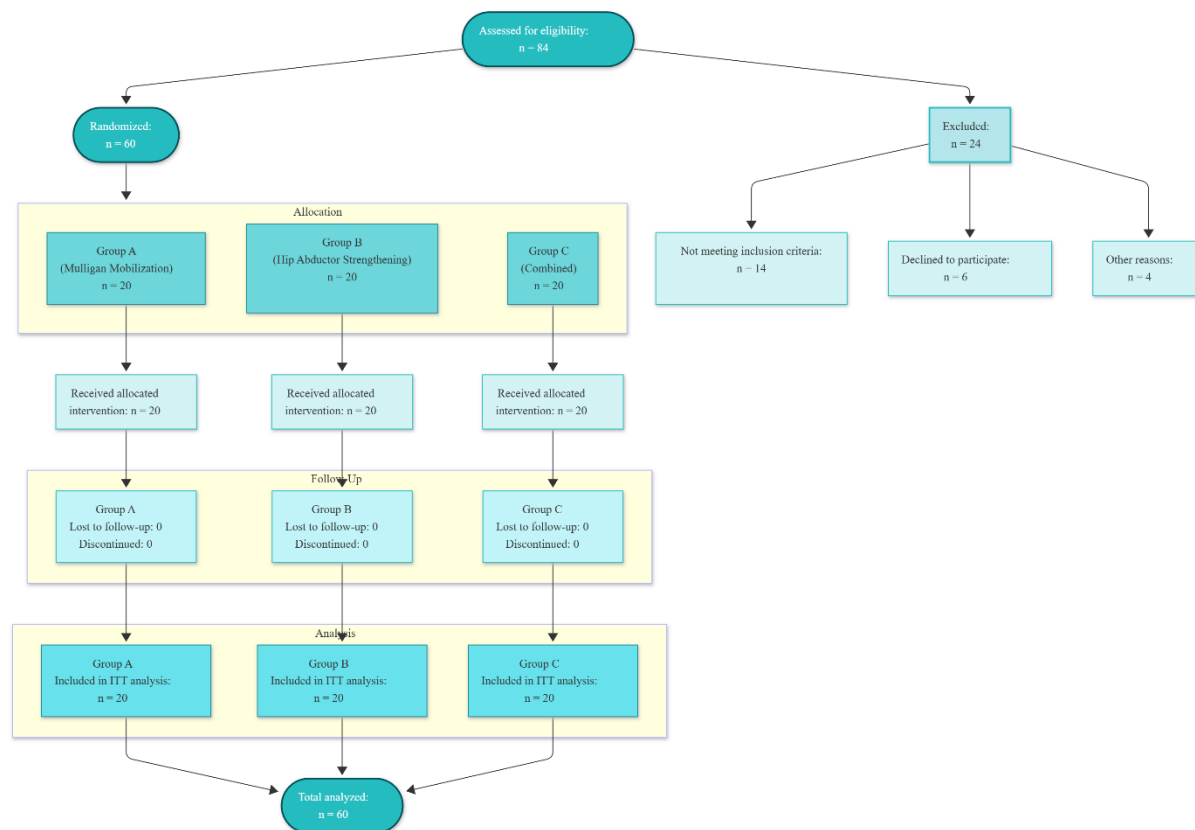 Assessed for eligibility:
n = 84
Randomized:
n = 60
Excluded:
n = 24
Allocation
Group A
(Mulligan Mobilization)
n = 20
Group B
(Hip Abductor Strengthening)
n = 20
Group C
(Combined)
n = 20
Not meeting inclusion criteria:
n = 14
Declined to participate:
n = 6
Other reasons:
n = 4
Received allocated
intervention: n = 20
Received allocated
intervention: n = 20
Received allocated
intervention: n = 20
Follow-Up
Group A
Lost to follow-up: 0
Discontinued: 0
Group B
Lost to follow-up: 0
Discontinued: 0
Group C
Lost to follow-up: 0
Discontinued: 0
Analysis
Group A
Included in ITT analysis:
n = 20
Group B
Included in ITT analysis:
n = 20
Group C
Included in ITT analysis:
n = 20
Total analyzed:
n = 60